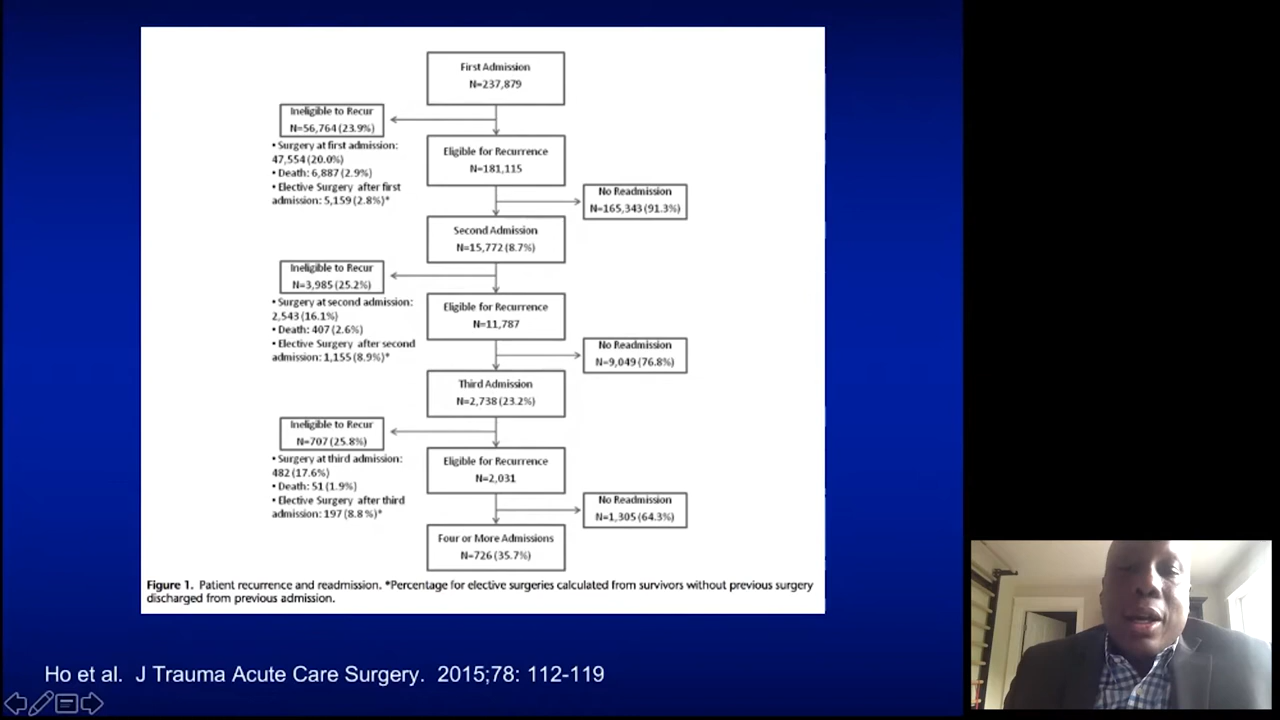 First Admission
N=237,879
Ineligible to Recur
N=56,764 (23.9%)
• Surgery at first admission:
47,554 (20.0%)
• Death: 6,887 (2.9%)
• Elective Surgery after first
admission: 5,159 (2.8%)*
Eligible for Recurrence
N=181,115
No Readmission
N=165,343 (91.3%)
Second Admission
N=15,772 (8.7%)
Ineligible to Recur
N=3,985 (25.2%)
• Surgery at second admission:
2,543 (16.1%)
• Death: 407 (2.6%)
• Elective Surgery after second
admission: 1,155 (8.9%)*
Eligible for Recurrence
N=11,787
No Readmission
N=9,049 (76.8%)
Third Admission
N=2,738 (23.2%)
Ineligible to Recur
N=707 (25.8%)
• Surgery at third admission:
482 (17.6%)
• Death: 51 (1.9%)
• Elective Surgery after third
admission: 197 (8.8%)*
Eligible for Recurrence
N=2,031
No Readmission
N=1,305 (64.3%)
Four or More Admissions
N=726 (35.7%)
Figure 1. Patient recurrence and readmission. *Percentage for elective surgeries calculated from survivors without previous surgery
discharged from previous admission.
Ho et al. J Trauma Acute Care Surgery. 2015;78: 112-119